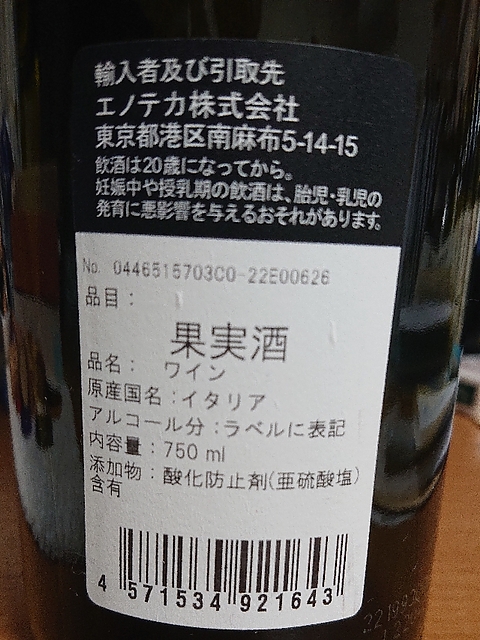 輸入者及び引取先
エノテカ株式会社
東京都港区南麻布5-14-15
飲酒は20歳になってから。
妊娠中や授乳期の飲酒は、胎児・乳児の
発育に悪影響を与えるおそれがあります。
No. 0446515703C0-22E00626
品目：
果実酒
品名： ワイン
原産国名：イタリア
アルコール分：ラベルに表記
内容量：750 ml
添加物：酸化防止剤(亜硫酸塩)
含有
4 571534 921643